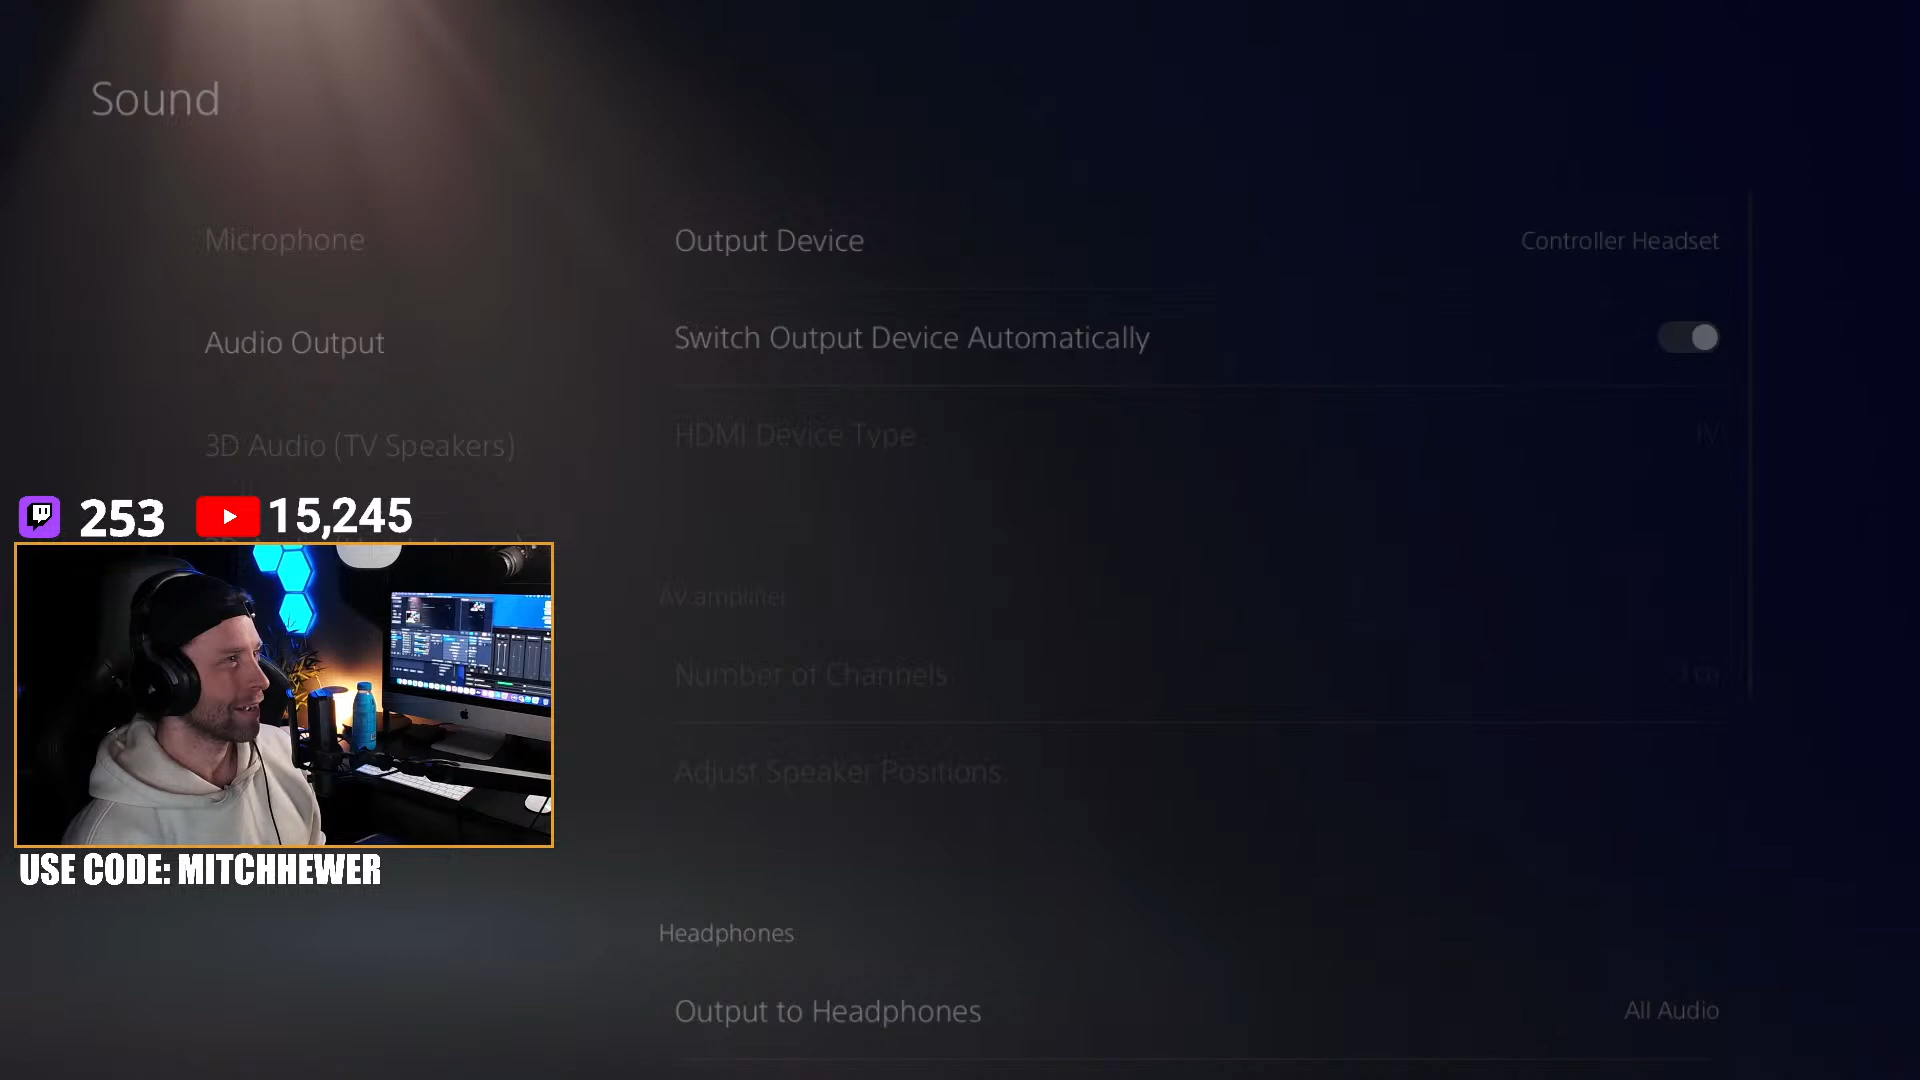 Sound
Microphone
Audio Output
3D Audio (TV Speakers)
Output Device
Controller Headset
Switch Output Device Automatically
HDMI Device Type
TV
AV amplifier
Number of Channels
Adjust Speaker Positions
Headphones
Output to Headphones
All Audio
253
15,245
USE CODE: MITCHHEWER